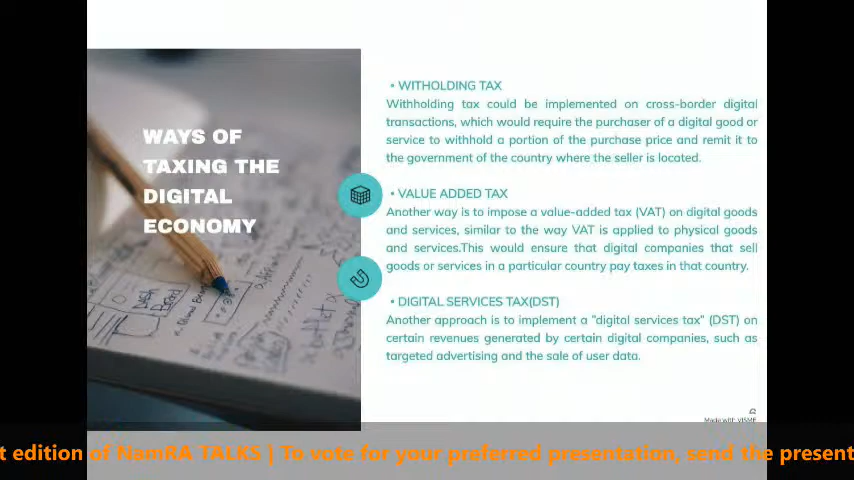 WAYS OF
TAXING THE
DIGITAL
ECONOMY
• WITHOLDING TAX
Withholding tax could be implemented on cross-border digital
transactions, which would require the purchaser of a digital good or
service to withhold a portion of the purchase price and remit it to
the government of the country where the seller is located.
• VALUE ADDED TAX
Another way is to impose a value-added tax (VAT) on digital goods
and services, similar to the way VAT is applied to physical goods
and services.This would ensure that digital companies that sell
goods or services in a particular country pay taxes in that country.
• DIGITAL SERVICES TAX(DST)
Another approach is to implement a "digital services tax" (DST) on
certain revenues generated by certain digital companies, such as
targeted advertising and the sale of user data.
Made with VISME
t edition of NamRA TALKS | To vote for your preferred presentation, send the present